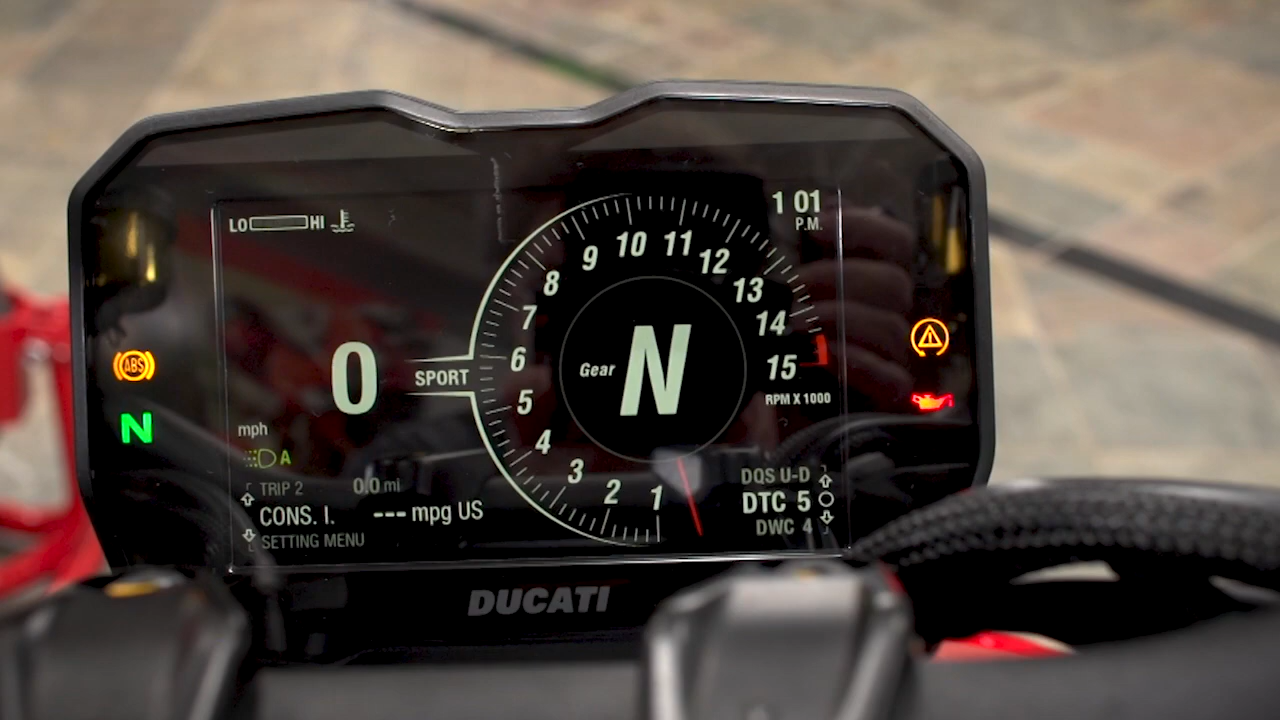 LO HI
1 01
P.M.
9 10 11
8 12
7 13
6 14
5 15
4 3 2 1
RPM X 1000
Gear N
0
SPORT
mph
A
ABS
N
TRIP 2 0.0 mi
CONS. I. --- mpg US
SETTING MENU
DQS U-D
DTC 5
DWC 4
DUCATI